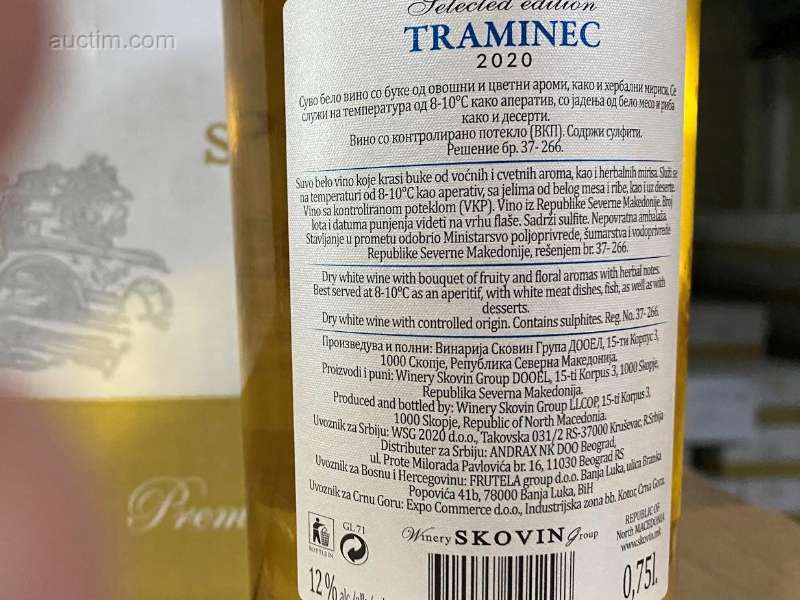 auctim.com
Selected edition
TRAMINEC
2020
Суво бело вино со буке од овошни и цветни ароми, како и хербални мириси. Се
служи на температура од 8-10°С како аператив, со јадења од бело месо и риба
како и десерти.
Вино со контролирано потекло (ВКП). Содржи сулфити.
Решение бр. 37- 266.
Suvo belo vino koje krasi buke od voćnih i cvetnih aroma, kao i herbalnih mirisa. Služi se
na temperaturi od 8-10°C kao aperativ, sa jelima od belog mesa i ribe, kao i uz deserte.
Vino sa kontroliranim poteklom (VKP). Vino iz Republike Severne Makedonije. Broj
lota i datuma punjenja videti na vrhu flaše. Sadrži sulfite. Nepovratna ambalaža.
Stavljanje u prometu odobrio Ministarsvo poljoprivrede, šumarstva i vodoprivrede
Republike Severne Makedonije, rešenjem br. 37- 266.
Dry white wine with bouquet of fruity and floral aromas with herbal notes.
Best served at 8-10°C as an aperitif, with white meat dishes, fish, as well as with
desserts.
Dry white wine with controlled origin. Contains sulphites. Reg. No. 37- 266.
Произведува и полни: Винарија Сковин Група ДООЕЛ, 15-ти Корпус 3,
1000 Скопје, Република Северна Македонија.
Proizvodi i puni: Winery Skovin Group DOOEL, 15-ti Korpus 3, 1000 Skopje,
Republika Severna Makedonija.
Produced and bottled by: Winery Skovin Group LLCOP, 15-ti Korpus 3,
1000 Skopje, Republic of North Macedonia.
Uvoznik za Srbiju: WSG 2020 d.o.o., Takovska 031/2 RS-37000 Kruševac, R.Srbija
Distributer za Srbiju: ANDRAX NK DOO Beograd,
ul. Prote Milorada Pavlovića br. 16, 11030 Beograd RS
Uvoznik za Bosnu i Hercegovinu: FRUTELA group d.o.o. Banja Luka, ulica Branka
Popovića 41b, 78000 Banja Luka, BiH
Uvoznik za Crnu Goru: Expo Commerce d.o.o., Industrijska zona bb. Kotor, Crna Gora.
BOTTLE IN
GL 71
Winery SKOVIN Group
REPUBLIC OF
North MACEDONIA
www.skovin.mk
12% alc
0,75l.
S
Prem